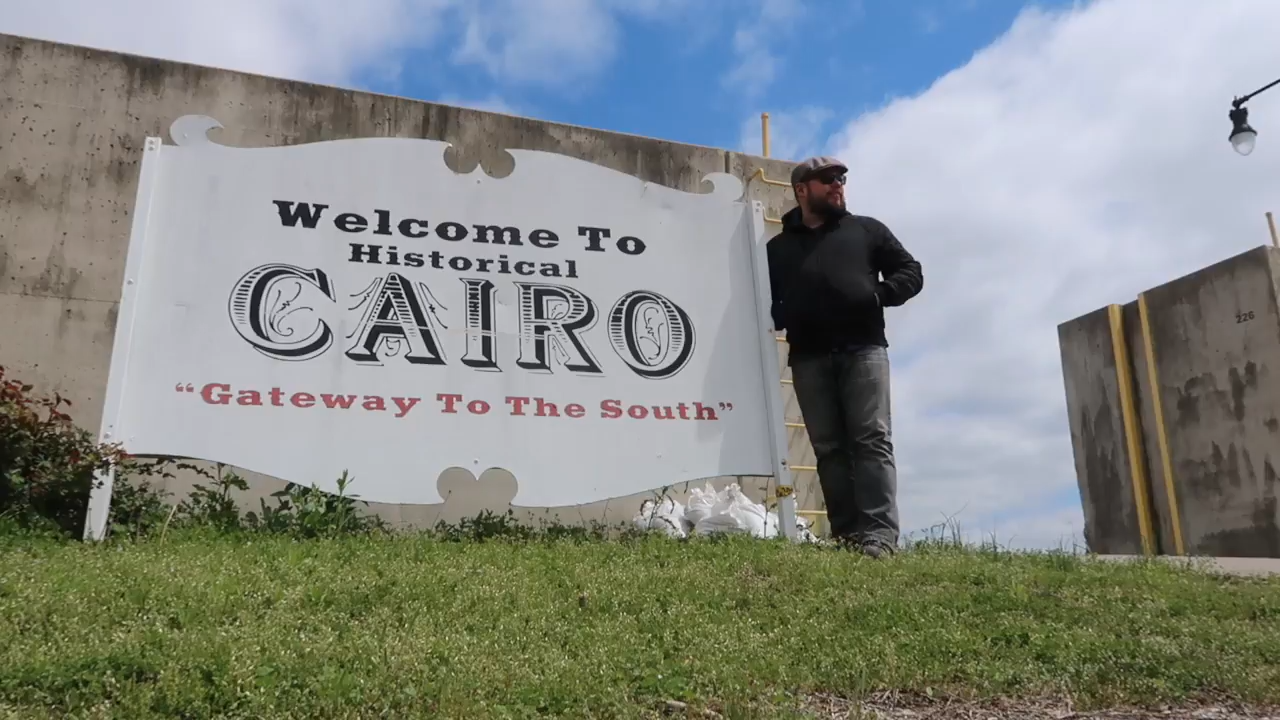 Welcome To
Historical
CAIRO
“Gateway To The South”
226